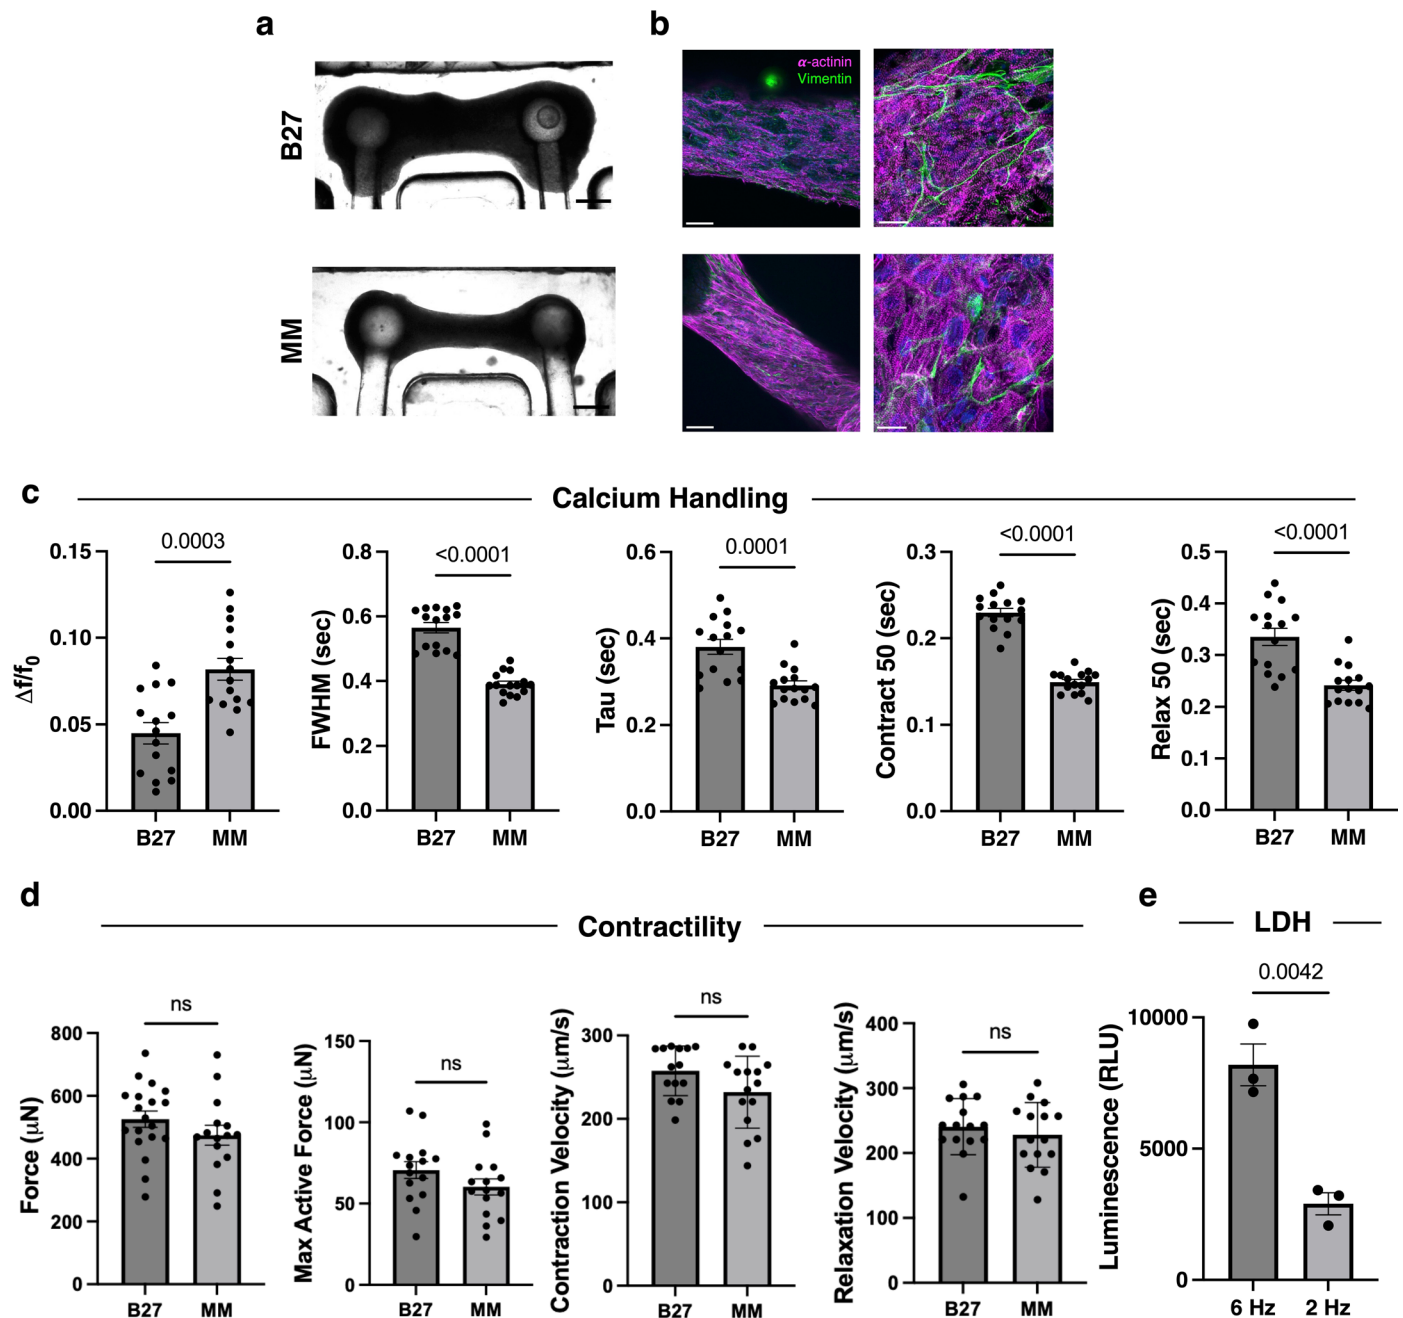 a
b
B27
α-actinin
Vimentin
MM
c
Calcium Handling
0.0003
<0.0001
0.0001
<0.0001
<0.0001
Δf/f0
0.15
0.10
0.05
0.00
B27 MM
FWHM (sec)
0.8
0.6
0.4
0.2
0.0
B27 MM
Tau (sec)
0.6
0.4
0.2
0.0
B27 MM
Contract 50 (sec)
0.3
0.2
0.1
0.0
B27 MM
Relax 50 (sec)
0.5
0.4
0.3
0.2
0.1
0.0
B27 MM
d
Contractility
ns
Force (μN)
800
600
400
200
0
B27 MM
ns
Max Active Force (μN)
150
100
50
0
B27 MM
ns
Contraction Velocity (μm/s)
300
200
100
0
B27 MM
ns
Relaxation Velocity (μm/s)
400
300
200
100
0
B27 MM
e
LDH
0.0042
Luminescence (RLU)
10000
5000
0
6 Hz 2 Hz